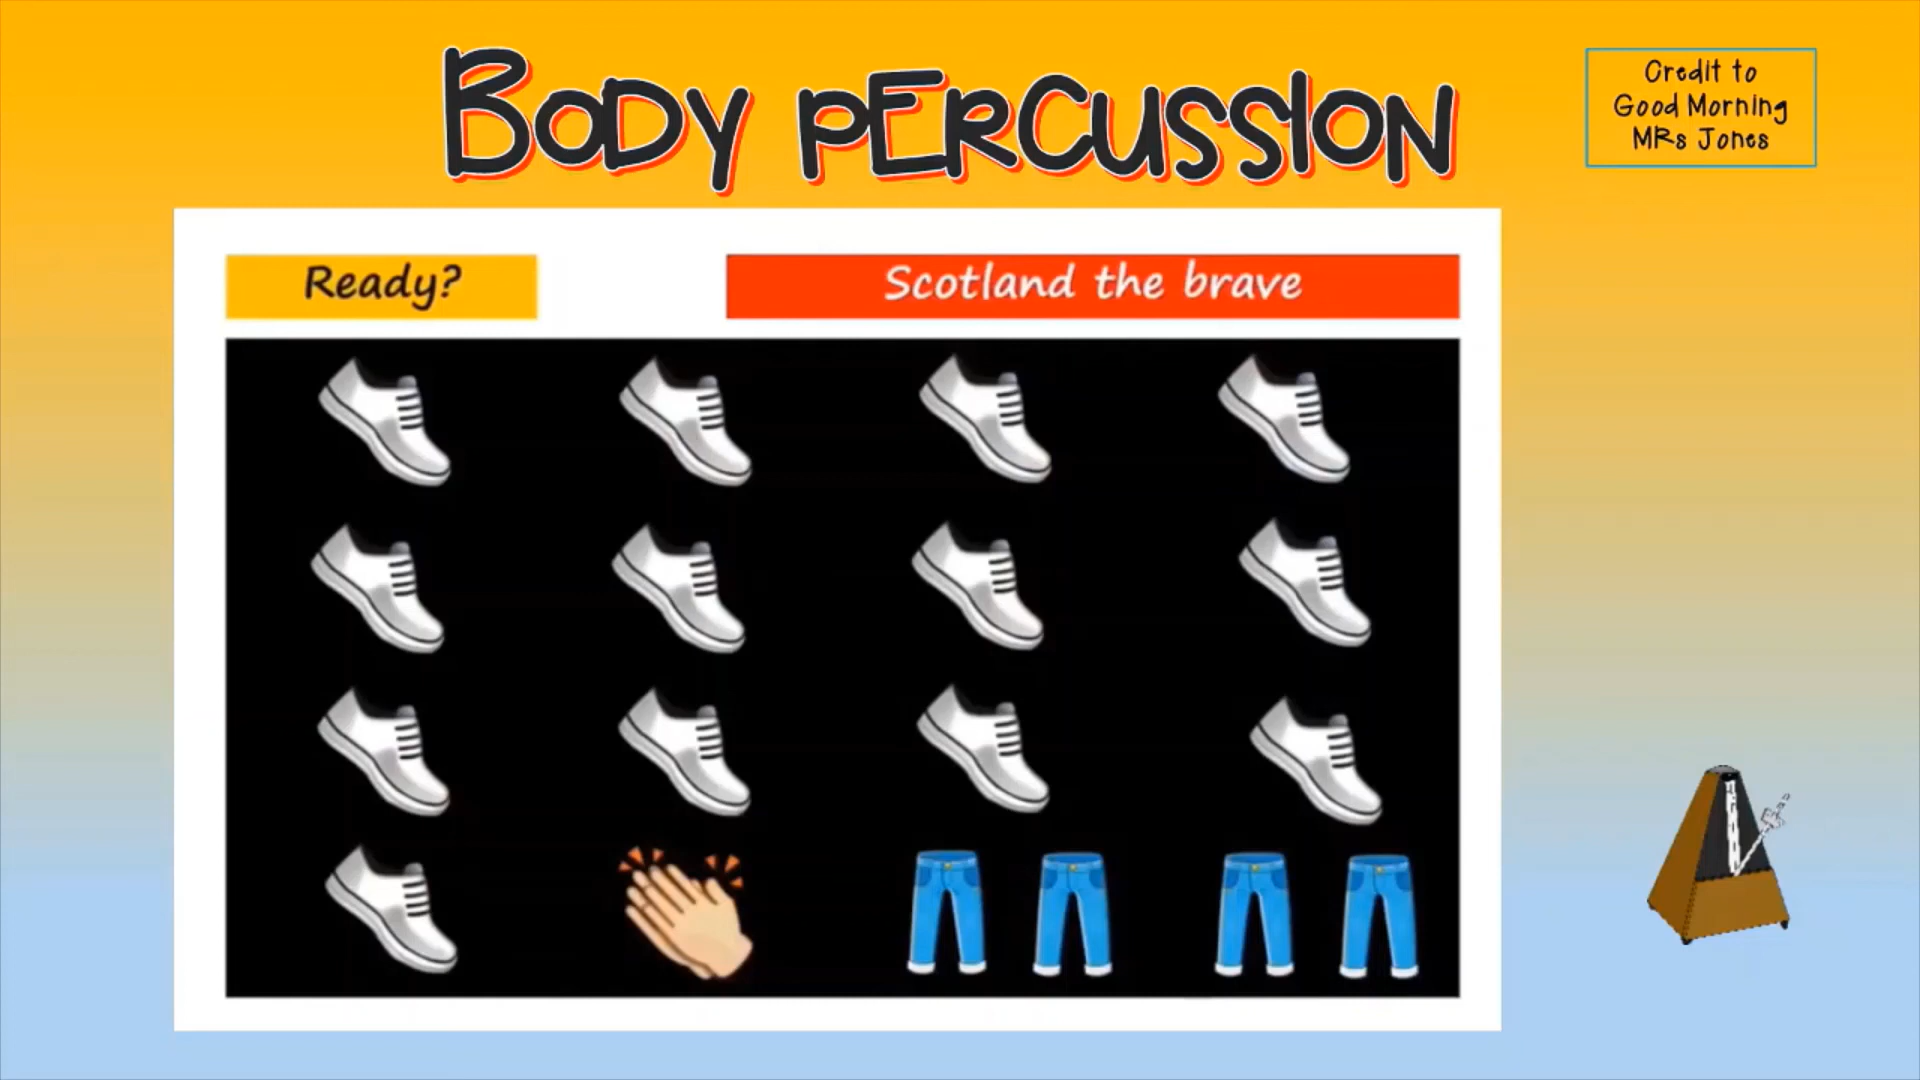 Body Percussion
Credit to
Good Morning
MRs Jones
Ready?
Scotland the brave